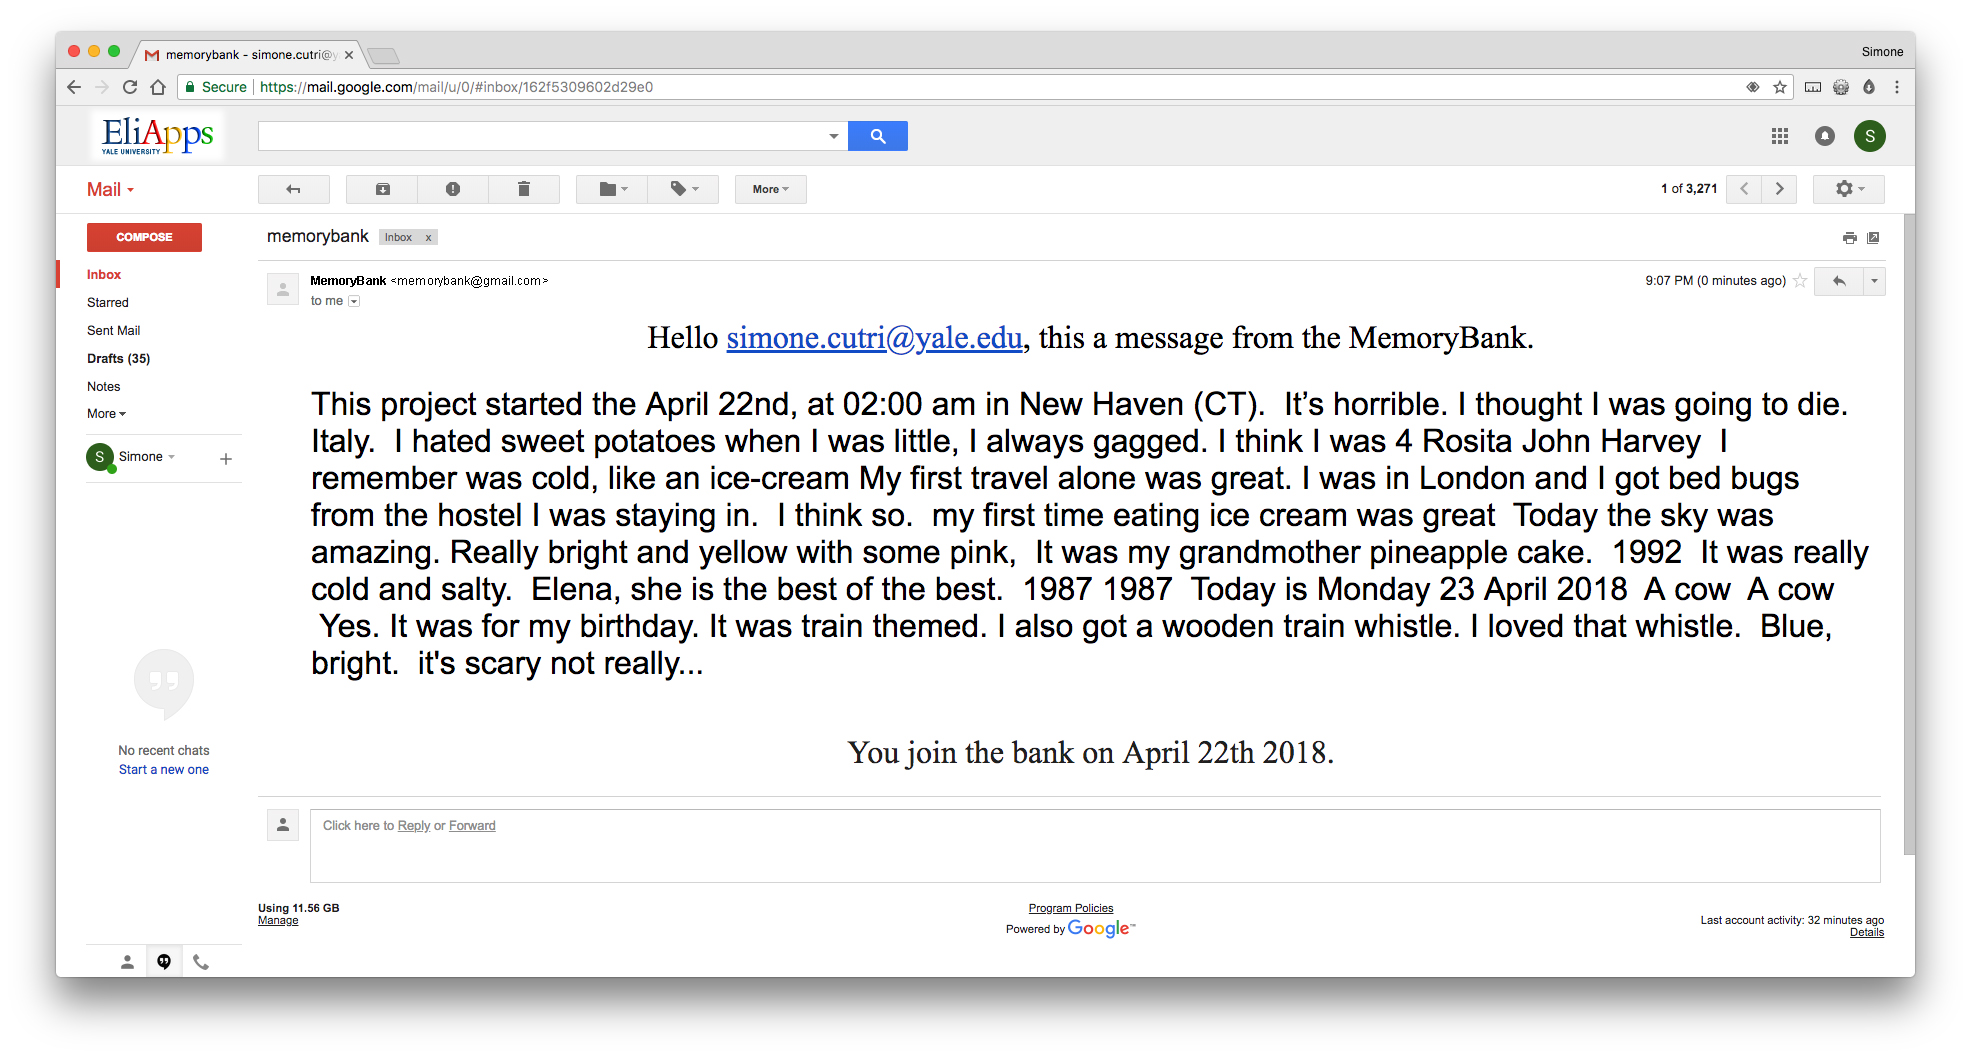 memorybank - simone.cutri@y
Simone
Secure https://mail.google.com/mail/u/0/#inbox/162f5309602d29e0
EliApps
YALE UNIVERSITY
S
Mail
More
1 of 3,271
COMPOSE
memorybank Inbox x
Inbox
MemoryBank <memorybank@gmail.com>
9:07 PM (0 minutes ago)
to me
Starred
Sent Mail
Drafts (35)
Notes
More
S Simone +
Hello simone.cutri@yale.edu, this a message from the MemoryBank.
This project started the April 22nd, at 02:00 am in New Haven (CT).  It’s horrible. I thought I was going to die.
Italy.  I hated sweet potatoes when I was little, I always gagged. I think I was 4 Rosita John Harvey  I
remember was cold, like an ice-cream My first travel alone was great. I was in London and I got bed bugs
from the hostel I was staying in.  I think so.  my first time eating ice cream was great  Today the sky was
amazing. Really bright and yellow with some pink,  It was my grandmother pineapple cake.  1992  It was really
cold and salty.  Elena, she is the best of the best.  1987 1987  Today is Monday 23 April 2018  A cow  A cow
Yes. It was for my birthday. It was train themed. I also got a wooden train whistle. I loved that whistle.  Blue,
bright.  it's scary not really...
You join the bank on April 22th 2018.
No recent chats
Start a new one
Click here to Reply or Forward
Using 11.56 GB
Manage
Program Policies
Powered by Google™
Last account activity: 32 minutes ago
Details